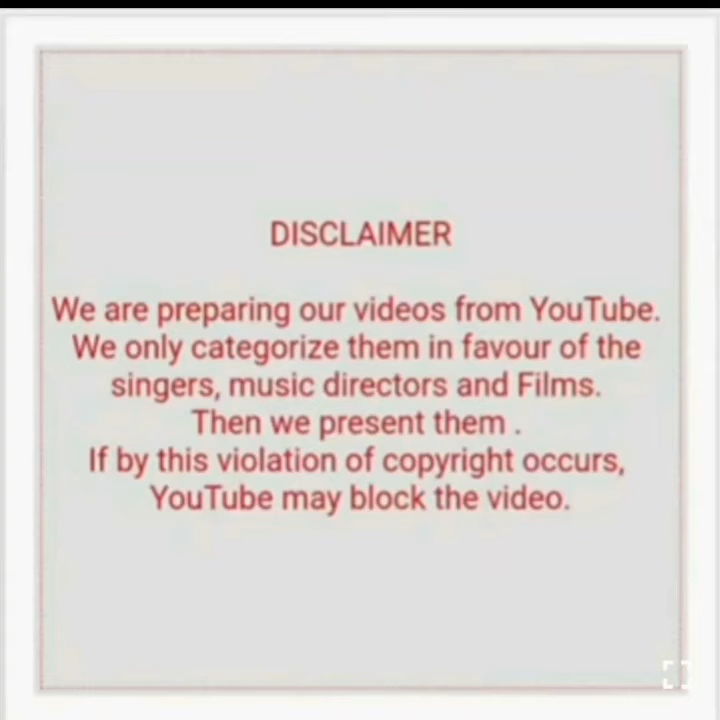 DISCLAIMER
We are preparing our videos from YouTube.
We only categorize them in favour of the
singers, music directors and Films.
Then we present them .
If by this violation of copyright occurs,
YouTube may block the video.